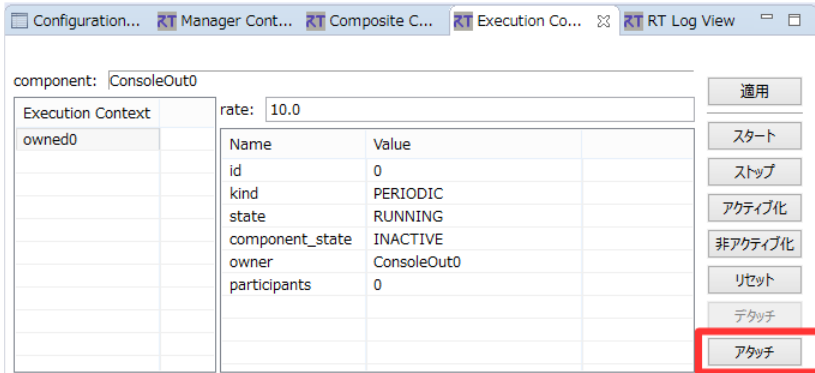 Configuration... RT Manager Cont... RT Composite C... RT Execution Co... RT RT Log View
component: ConsoleOut0
適用
Execution Context rate: 10.0
owned0
Name Value
スタート
id 0
ストップ
kind PERIODIC
state RUNNING
アクティブ化
component_state INACTIVE
非アクティブ化
owner ConsoleOut0
participants 0
リセット
デタッチ
アタッチ